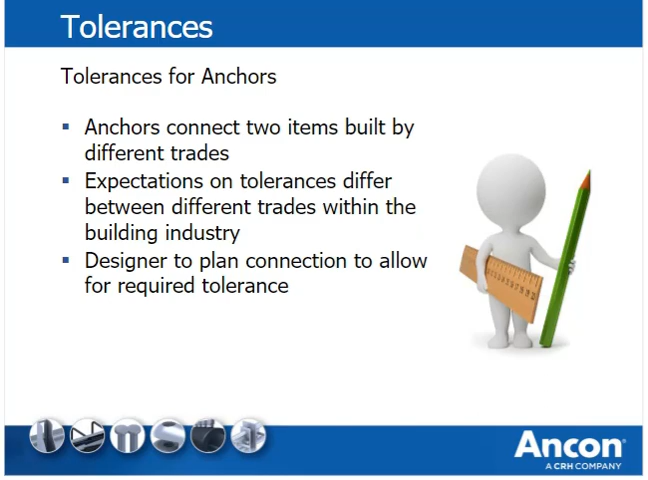 Tolerances
Tolerances for Anchors
▪ Anchors connect two items built by
different trades
▪ Expectations on tolerances differ
between different trades within the
building industry
▪ Designer to plan connection to allow
for required tolerance
Ancon®
A CRH COMPANY